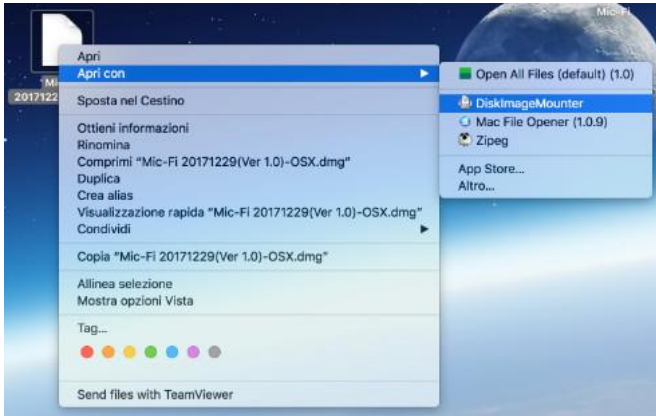 Mic-Fi
Mi
2017122
Apri
Apri con
Sposta nel Cestino
Ottieni informazioni
Rinomina
Comprimi “Mic-Fi 20171229(Ver 1.0)-OSX.dmg”
Duplica
Crea alias
Visualizzazione rapida “Mic-Fi 20171229(Ver 1.0)-OSX.dmg”
Condividi
Copia “Mic-Fi 20171229(Ver 1.0)-OSX.dmg”
Allinea selezione
Mostra opzioni Vista
Tag...
Send files with TeamViewer
Open All Files (default) (1.0)
DiskImageMounter
Mac File Opener (1.0.9)
Zipeg
App Store...
Altro...